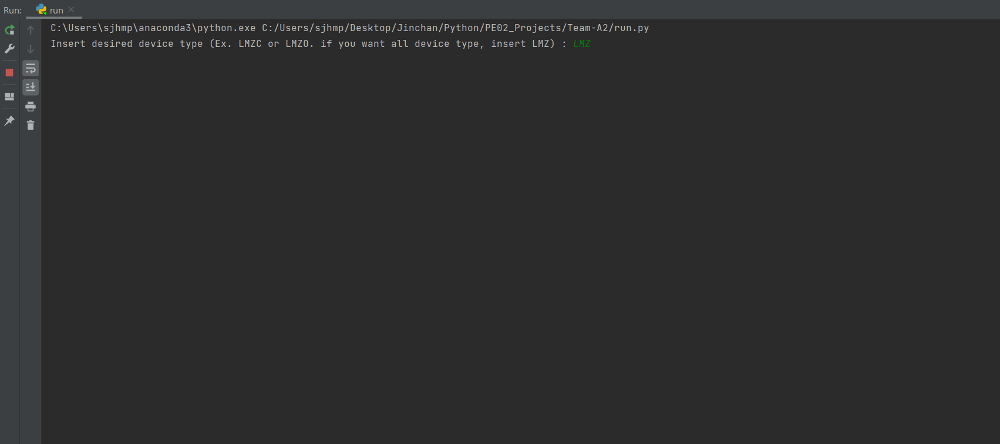 Run: run
C:\Users\sjhmp\anaconda3\python.exe C:/Users/sjhmp/Desktop/Jinchan/Python/PE02_Projects/Team-A2/run.py
Insert desired device type (Ex. LMZC or LMZO. if you want all device type, insert LMZ) : LMZ